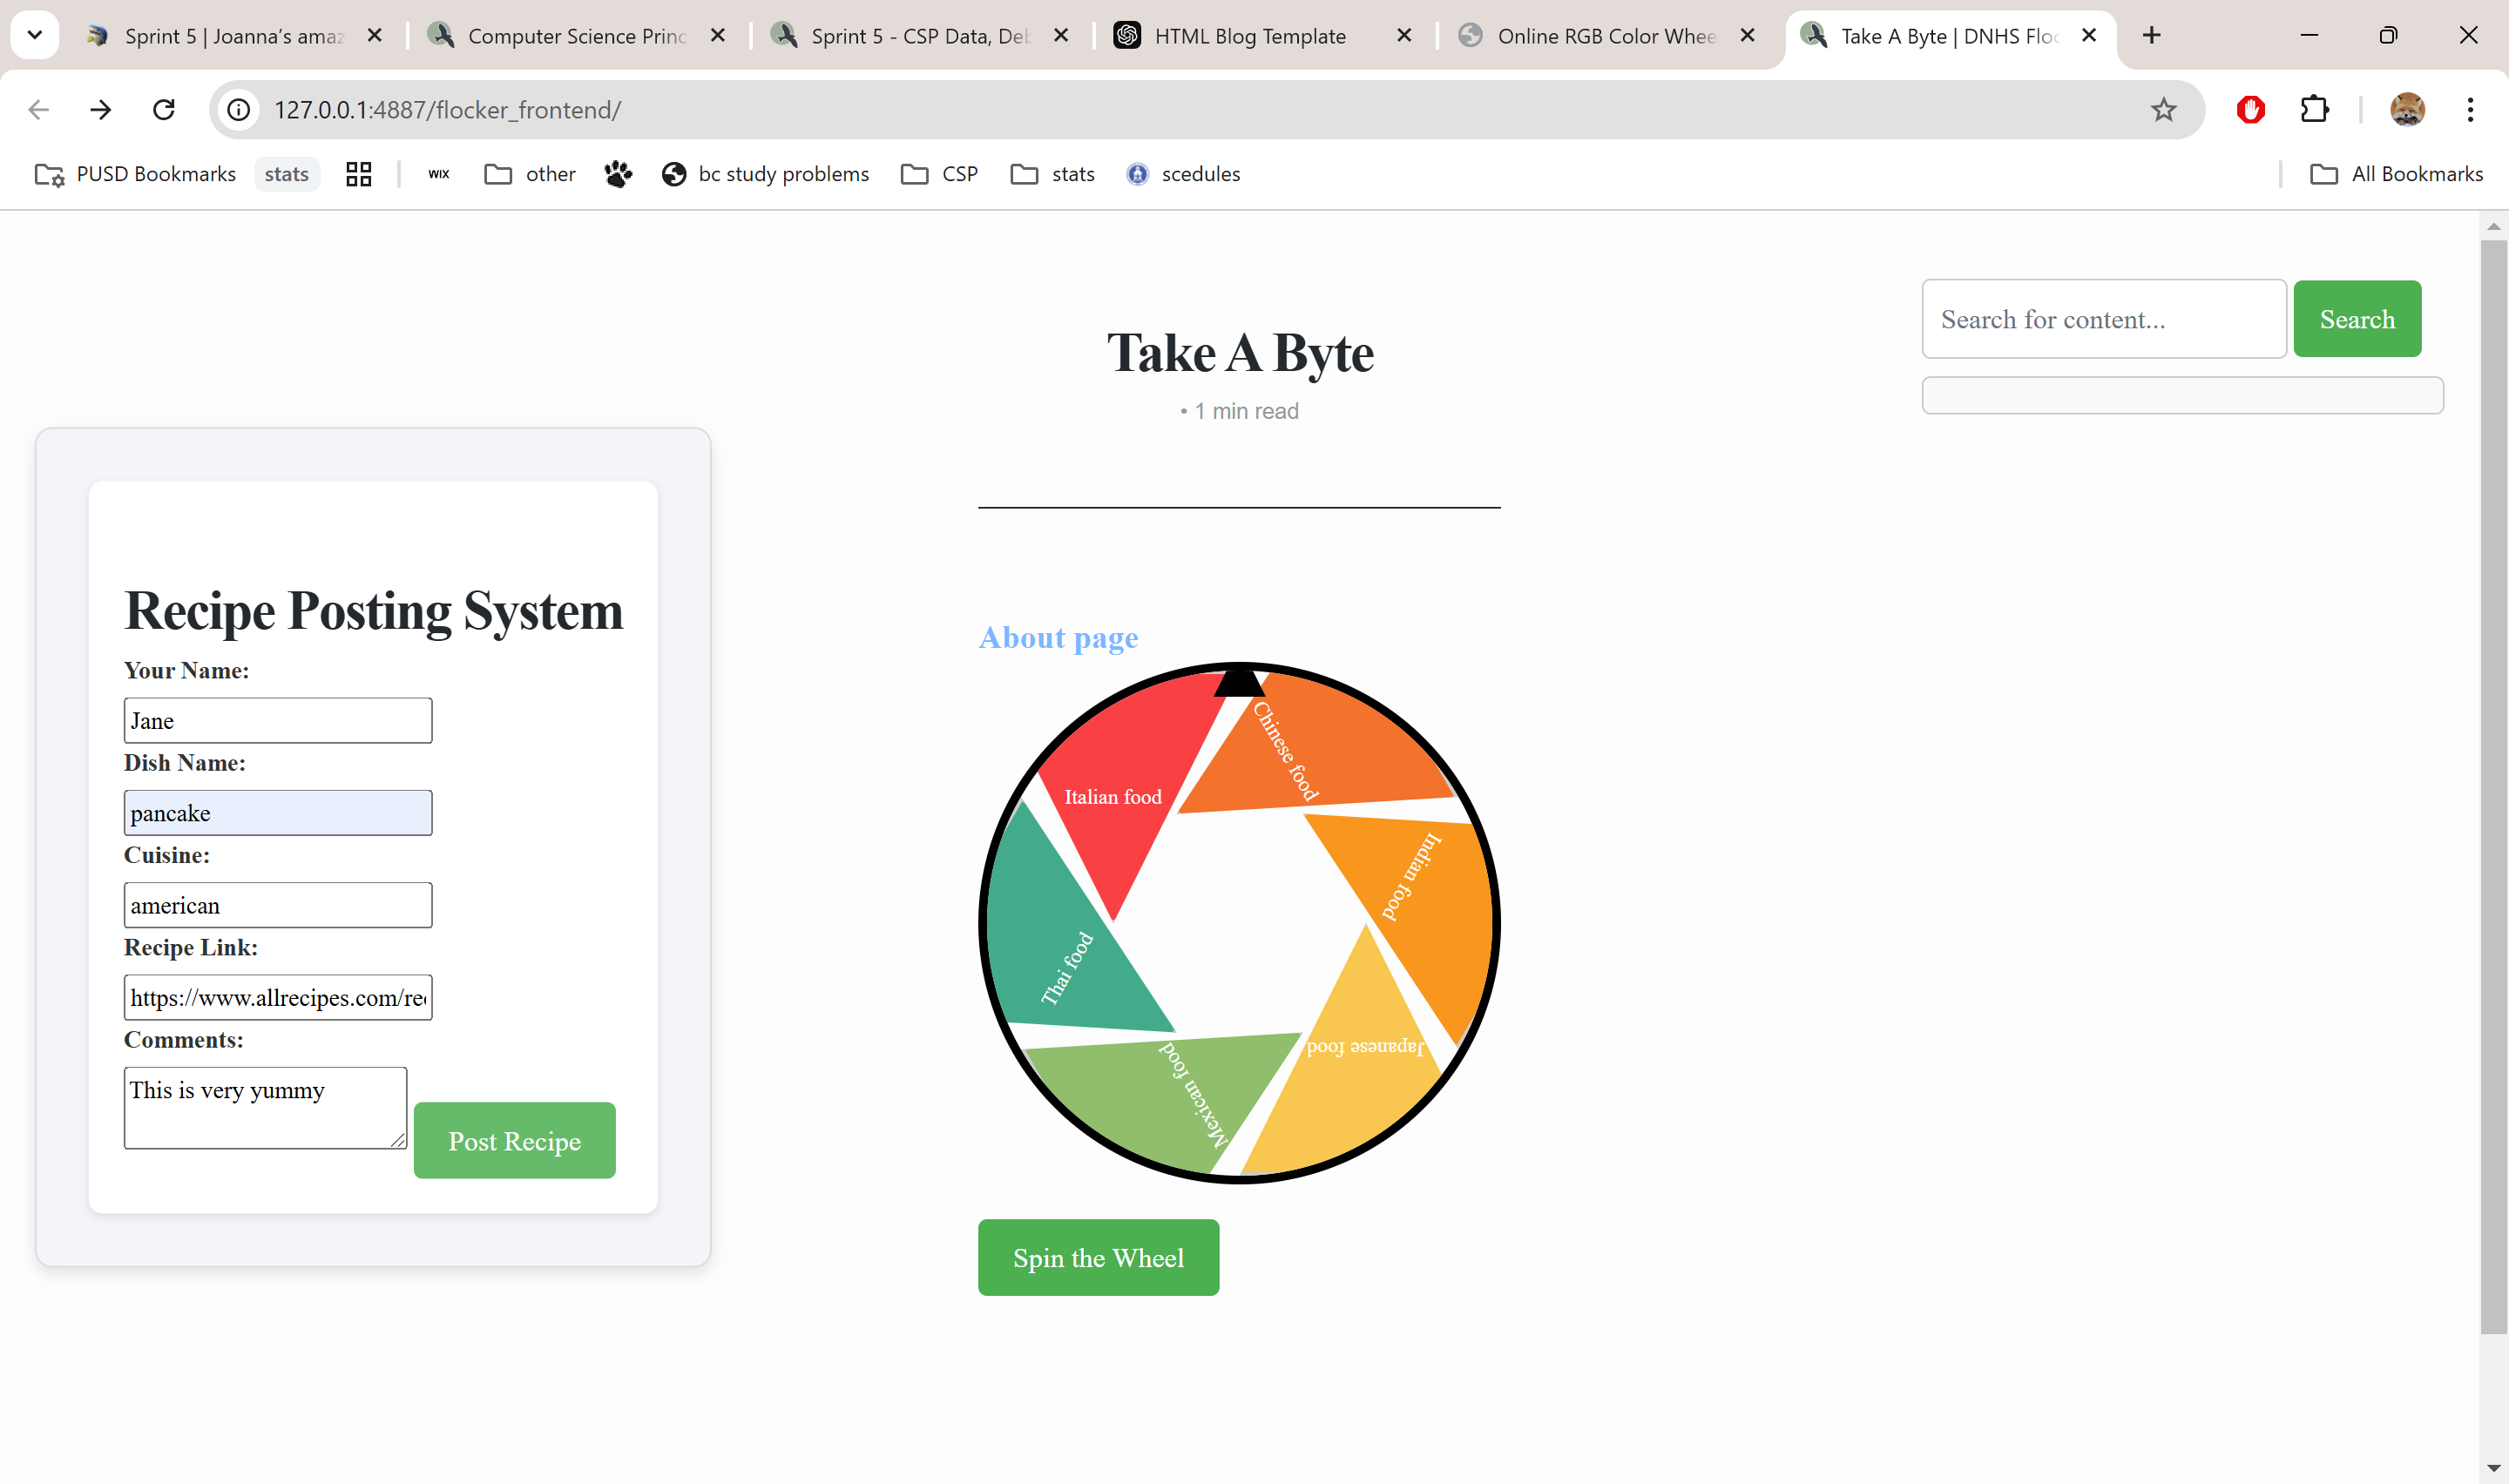 Sprint 5 | Joanna's amaz
Computer Science Princ
Sprint 5 - CSP Data, Deb
HTML Blog Template
Online RGB Color Whee
Take A Byte | DNHS Floc
127.0.0.1:4887/flocker_frontend/
PUSD Bookmarks
stats
WIX
other
bc study problems
CSP
stats
scedules
All Bookmarks
Search for content...
Search
Take A Byte
• 1 min read
Recipe Posting System
Your Name:
Jane
Dish Name:
pancake
Cuisine:
american
Recipe Link:
https://www.allrecipes.com/rec
Comments:
This is very yummy
Post Recipe
About page
Italian food
Chinese food
Indian food
Japanese food
Mexican food
Thai food
Spin the Wheel